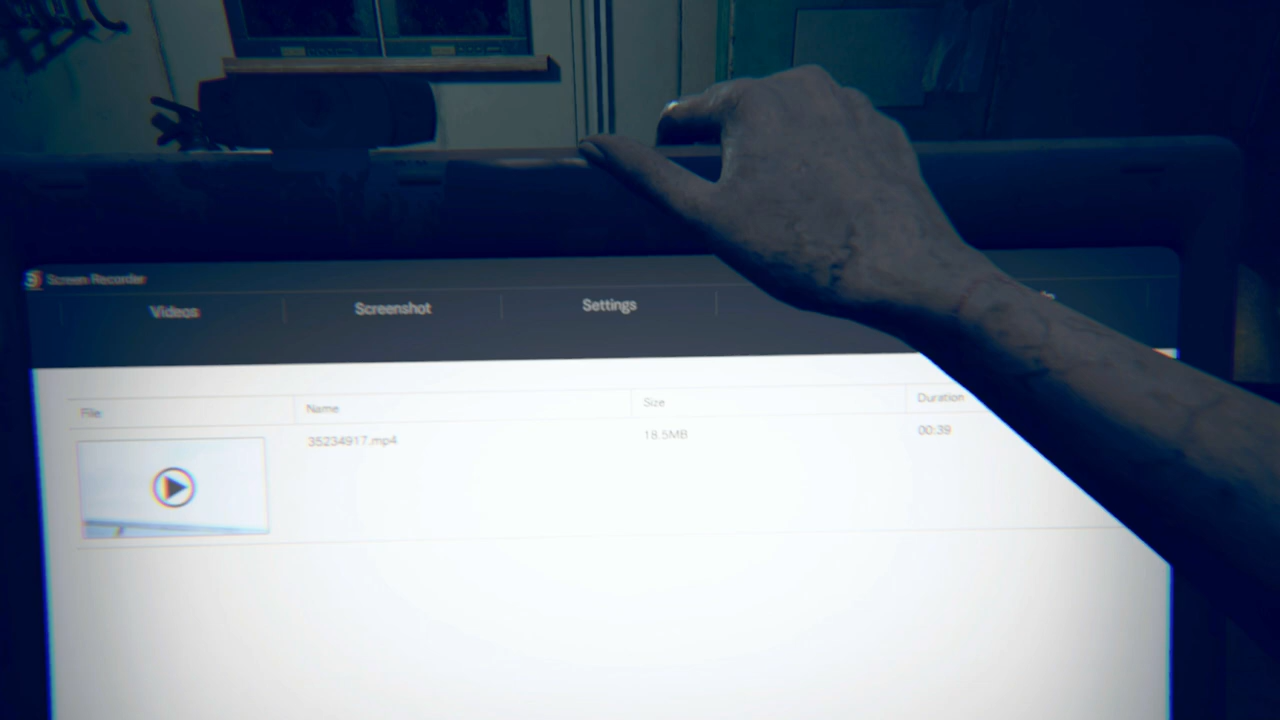 Screen Recorder
Videos Screenshot Settings
File Name Size Duration
35234917.mp4 18.5MB 00:39